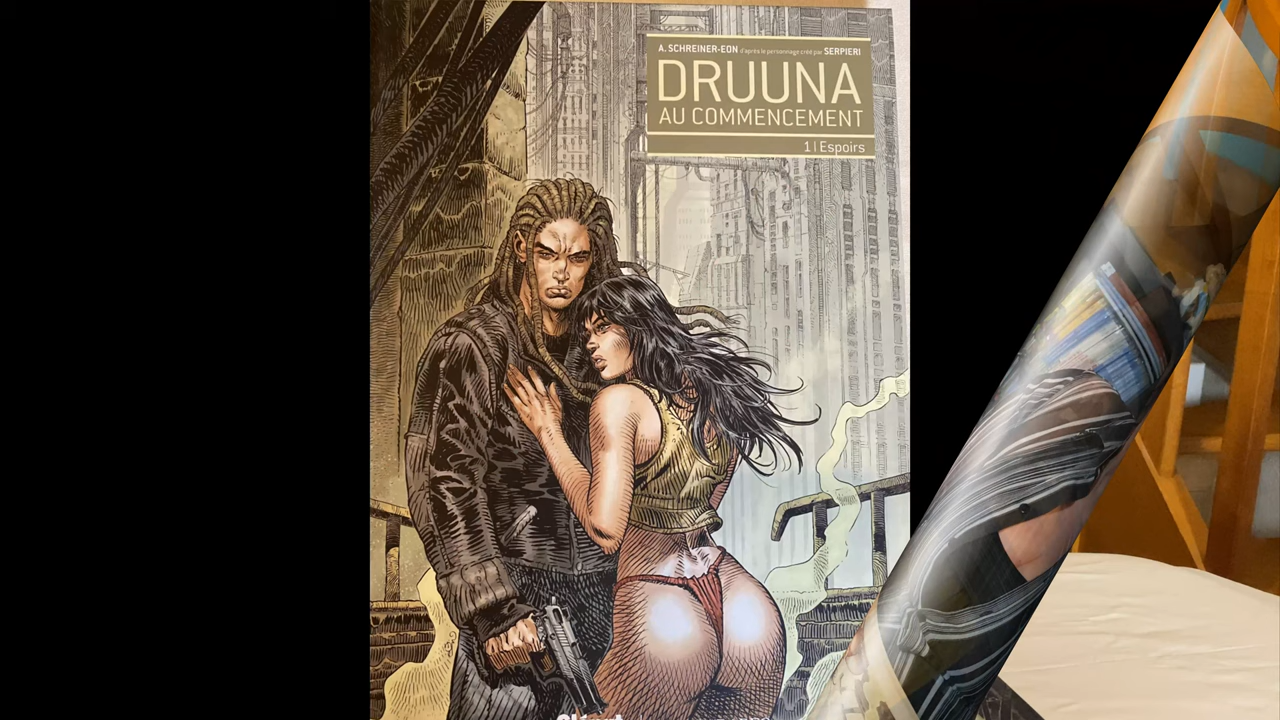 A. SCHREINER-EON d'après le personnage créé par SERPIERI
DRUUNA
AU COMMENCEMENT
1 | Espoirs